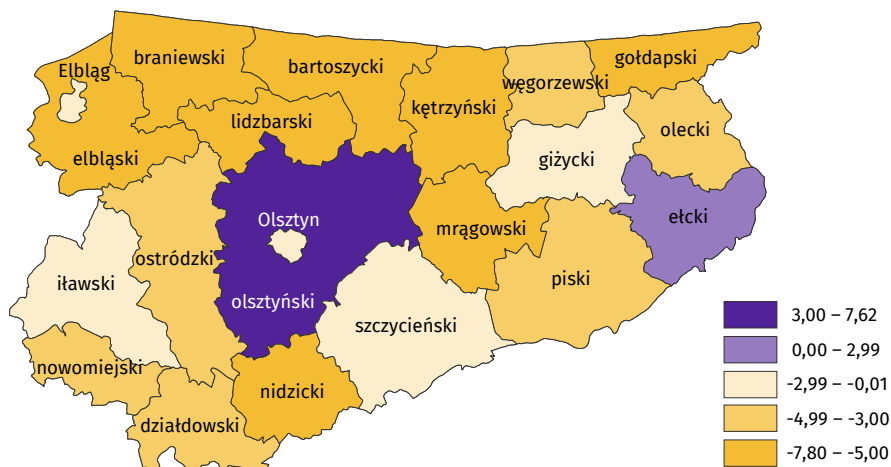 braniewski
bartoszycki
gołdapski
Elbląg
węgorzewski
kętrzyński
lidzbarski
olecki
elbląski
giżycki
Olsztyn
ełcki
mrągowski
ostródzki
iławski
olsztyński
piski
szczycieński
nowomiejski
nidzicki
działdowski
3,00 – 7,62
0,00 – 2,99
-2,99 – -0,01
-4,99 – -3,00
-7,80 – -5,00